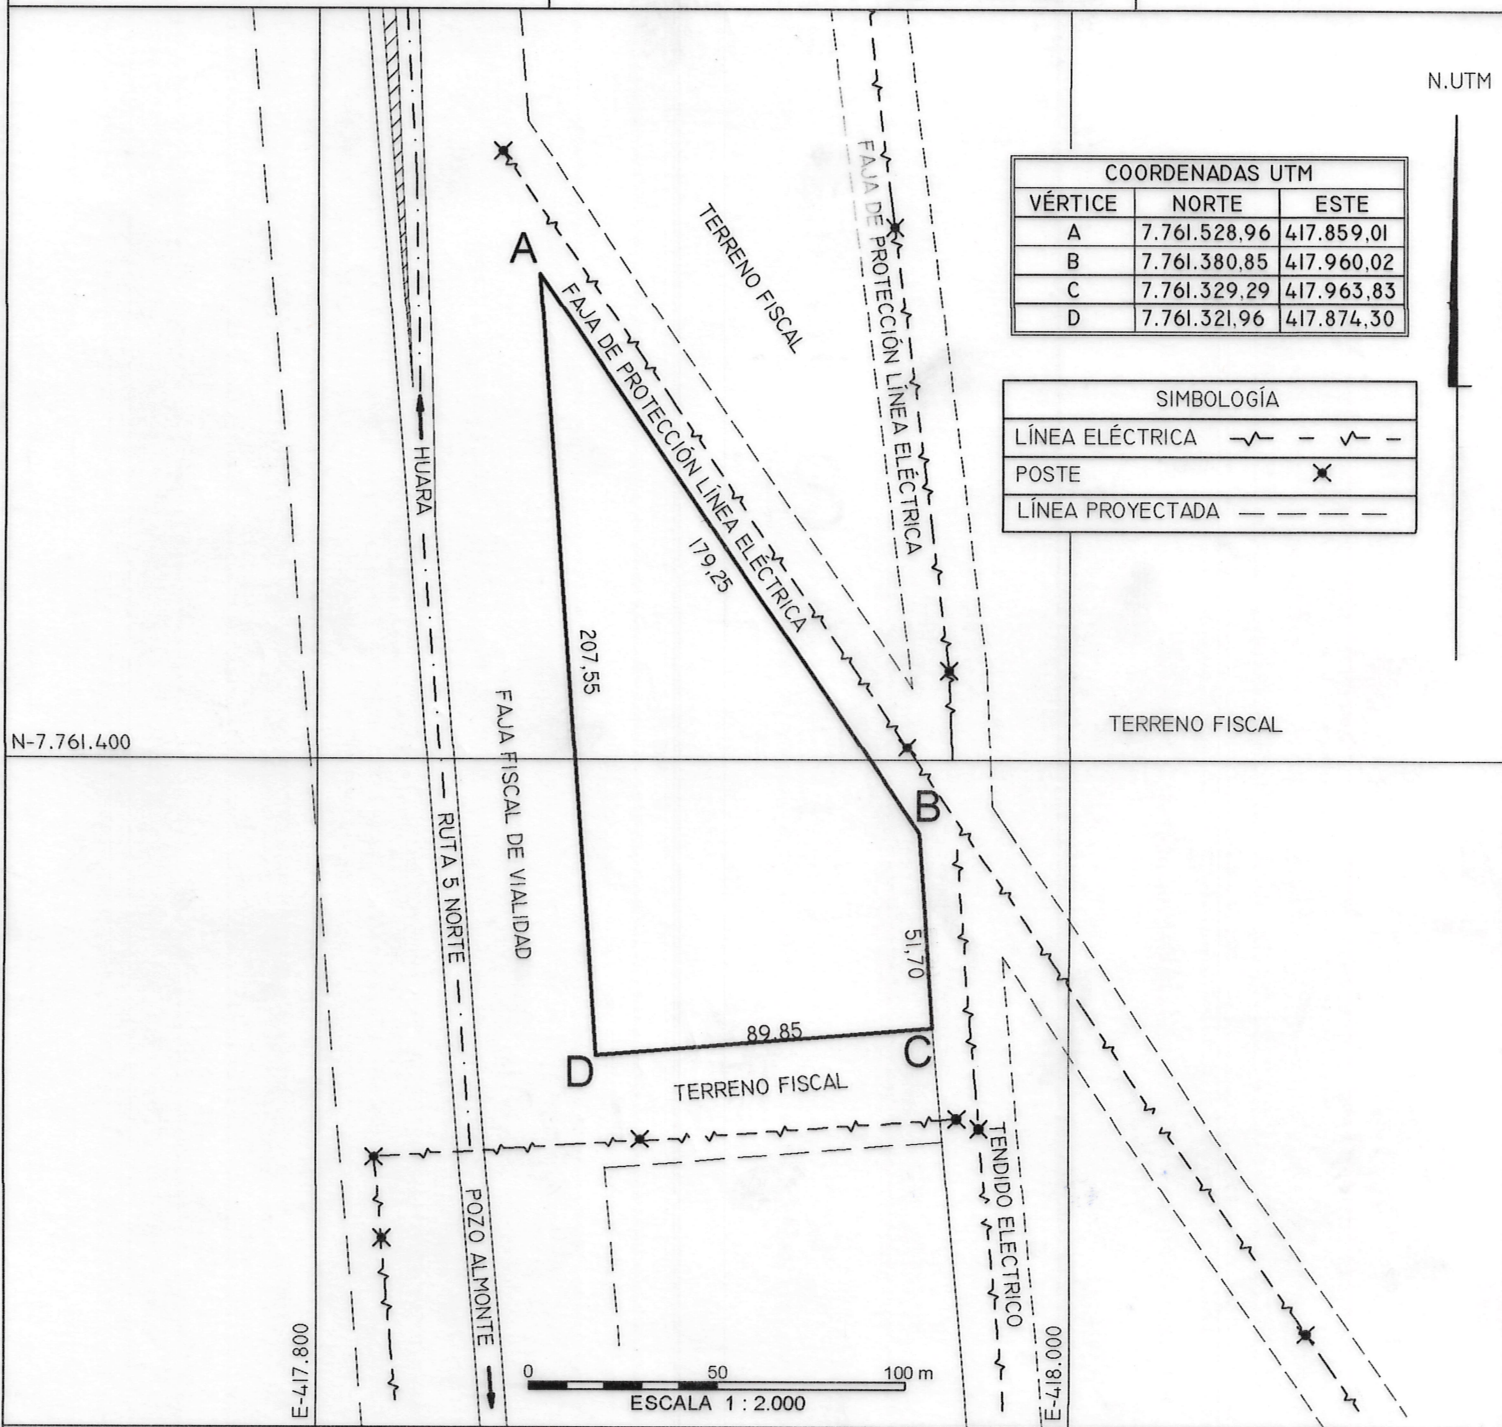 N.UTM
COORDENADAS UTM
VÉRTICE NORTE ESTE
A 7.761.528,96 417.859,01
B 7.761.380,85 417.960,02
C 7.761.329,29 417.963,83
D 7.761.321,96 417.874,30
SIMBOLOGÍA
LÍNEA ELÉCTRICA
POSTE
LÍNEA PROYECTADA
TERRENO FISCAL
FAJA DE PROTECCIÓN LÍNEA ELÉCTRICA
A
FAJA DE PROTECCIÓN LÍNEA ELÉCTRICA
HUARA
179,25
207,55
FAJA FISCAL DE VIALIDAD
TERRENO FISCAL
N-7.761.400
B
RUTA 5 NORTE
51,70
89,85
C
D
TERRENO FISCAL
TENDIDO ELECTRICO
POZO ALMONTE
E-417.800
E-418.000
0 50 100 m
ESCALA 1 : 2.000